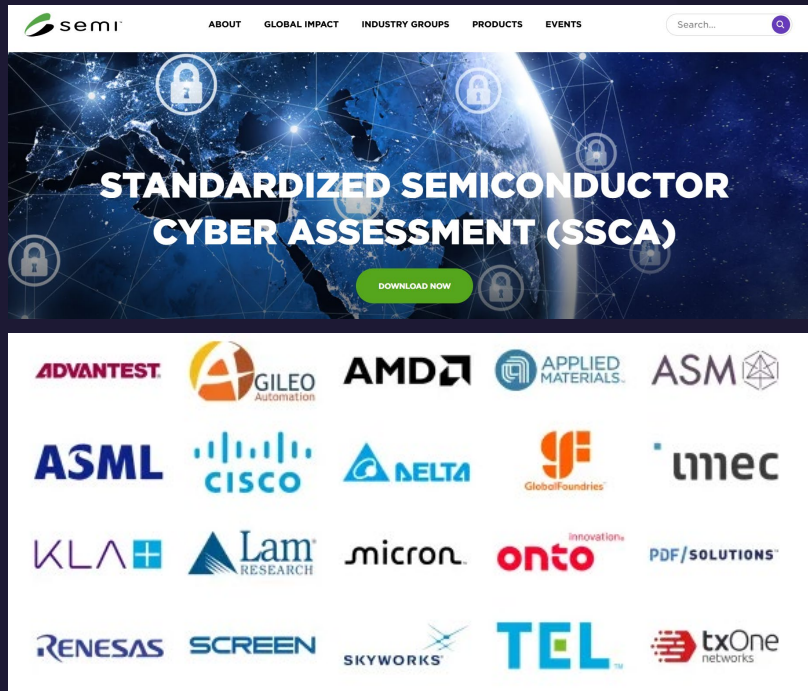 semi
ABOUT GLOBAL IMPACT INDUSTRY GROUPS PRODUCTS EVENTS Search...
STANDARDIZED SEMICONDUCTOR
CYBER ASSESSMENT (SSCA)
DOWNLOAD NOW
ADVANTEST AGILEO Automation AMD APPLIED MATERIALS ASM
ASML CISCO DELTA GF GlobalFoundries imec
KLA Lam RESEARCH micron onto innovation PDF/SOLUTIONS
RENESAS SCREEN SKYWORKS TEL txOne networks